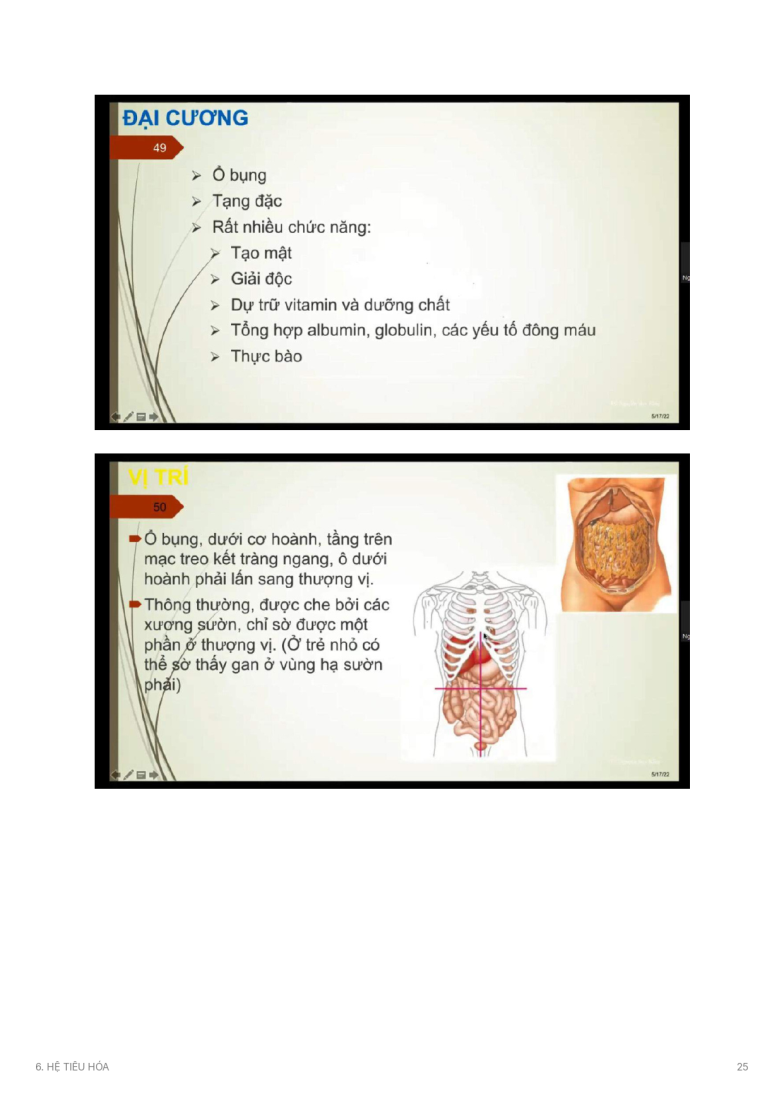 ĐẠI CƯƠNG
49
➢ Ổ bụng
➢ Tạng đặc
➢ Rất nhiều chức năng:
➢ Tạo mật
➢ Giải độc
➢ Dự trữ vitamin và dưỡng chất
➢ Tổng hợp albumin, globulin, các yếu tố đông máu
➢ Thực bào
Ng
5/17/22
VỊ TRÍ
50
Ổ bụng, dưới cơ hoành, tầng trên
mạc treo kết tràng ngang, ô dưới
hoành phải lấn sang thượng vị.
Thông thường, được che bởi các
xương sườn, chỉ sờ được một
phần ở thượng vị. (Ở trẻ nhỏ có
thể sờ thấy gan ở vùng hạ sườn
phải)
Ng
5/17/22
6. HỆ TIÊU HÓA
25